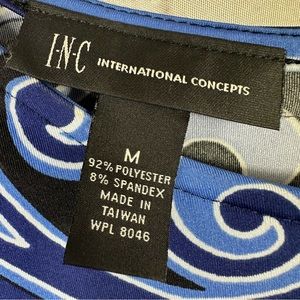 I·N·C INTERNATIONAL CONCEPTS
M
92% POLYESTER
8% SPANDEX
MADE IN
TAIWAN
WPL 8046